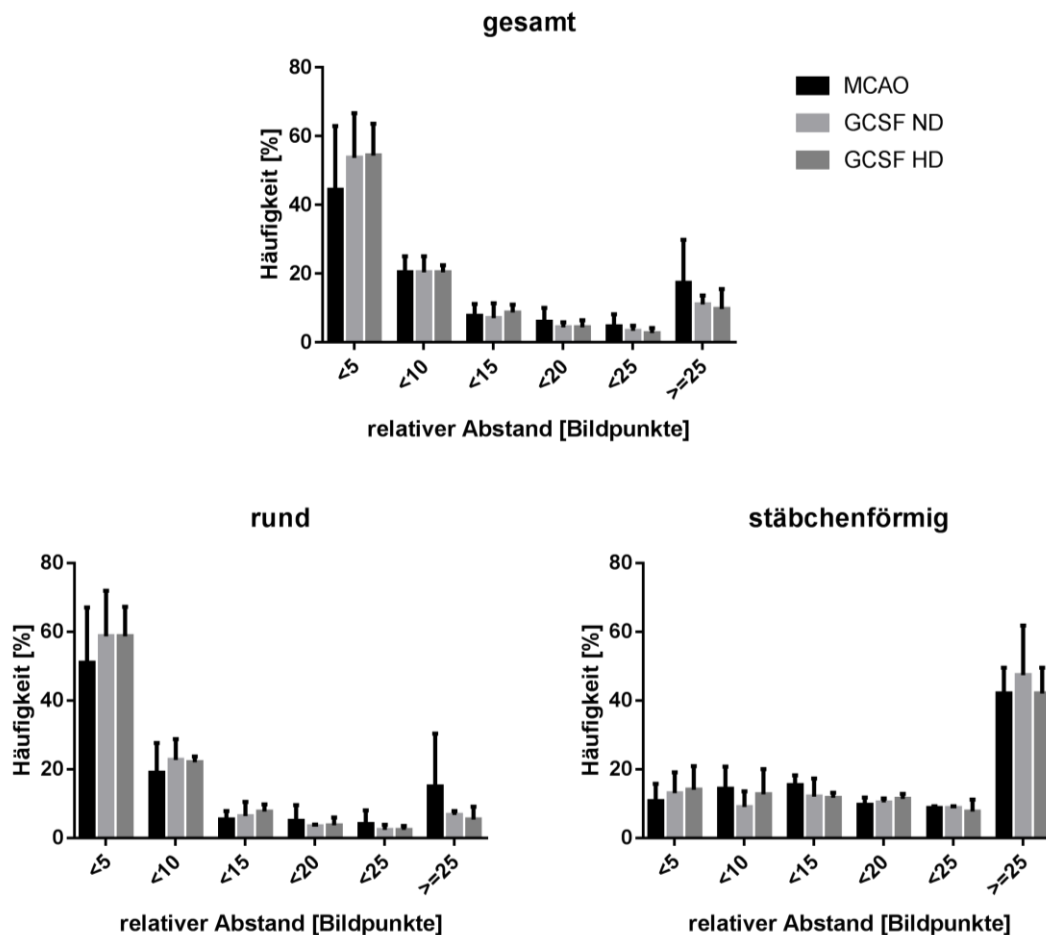 gesamt
80
60
40
20
0
Häufigkeit [%]
<5
<10
<15
<20
<25
>=25
relativer Abstand [Bildpunkte]
MCAO
GCSF ND
GCSF HD
rund
80
60
40
20
0
Häufigkeit [%]
<5
<10
<15
<20
<25
>=25
relativer Abstand [Bildpunkte]
stäbchenförmig
80
60
40
20
0
Häufigkeit [%]
<5
<10
<15
<20
<25
>=25
relativer Abstand [Bildpunkte]